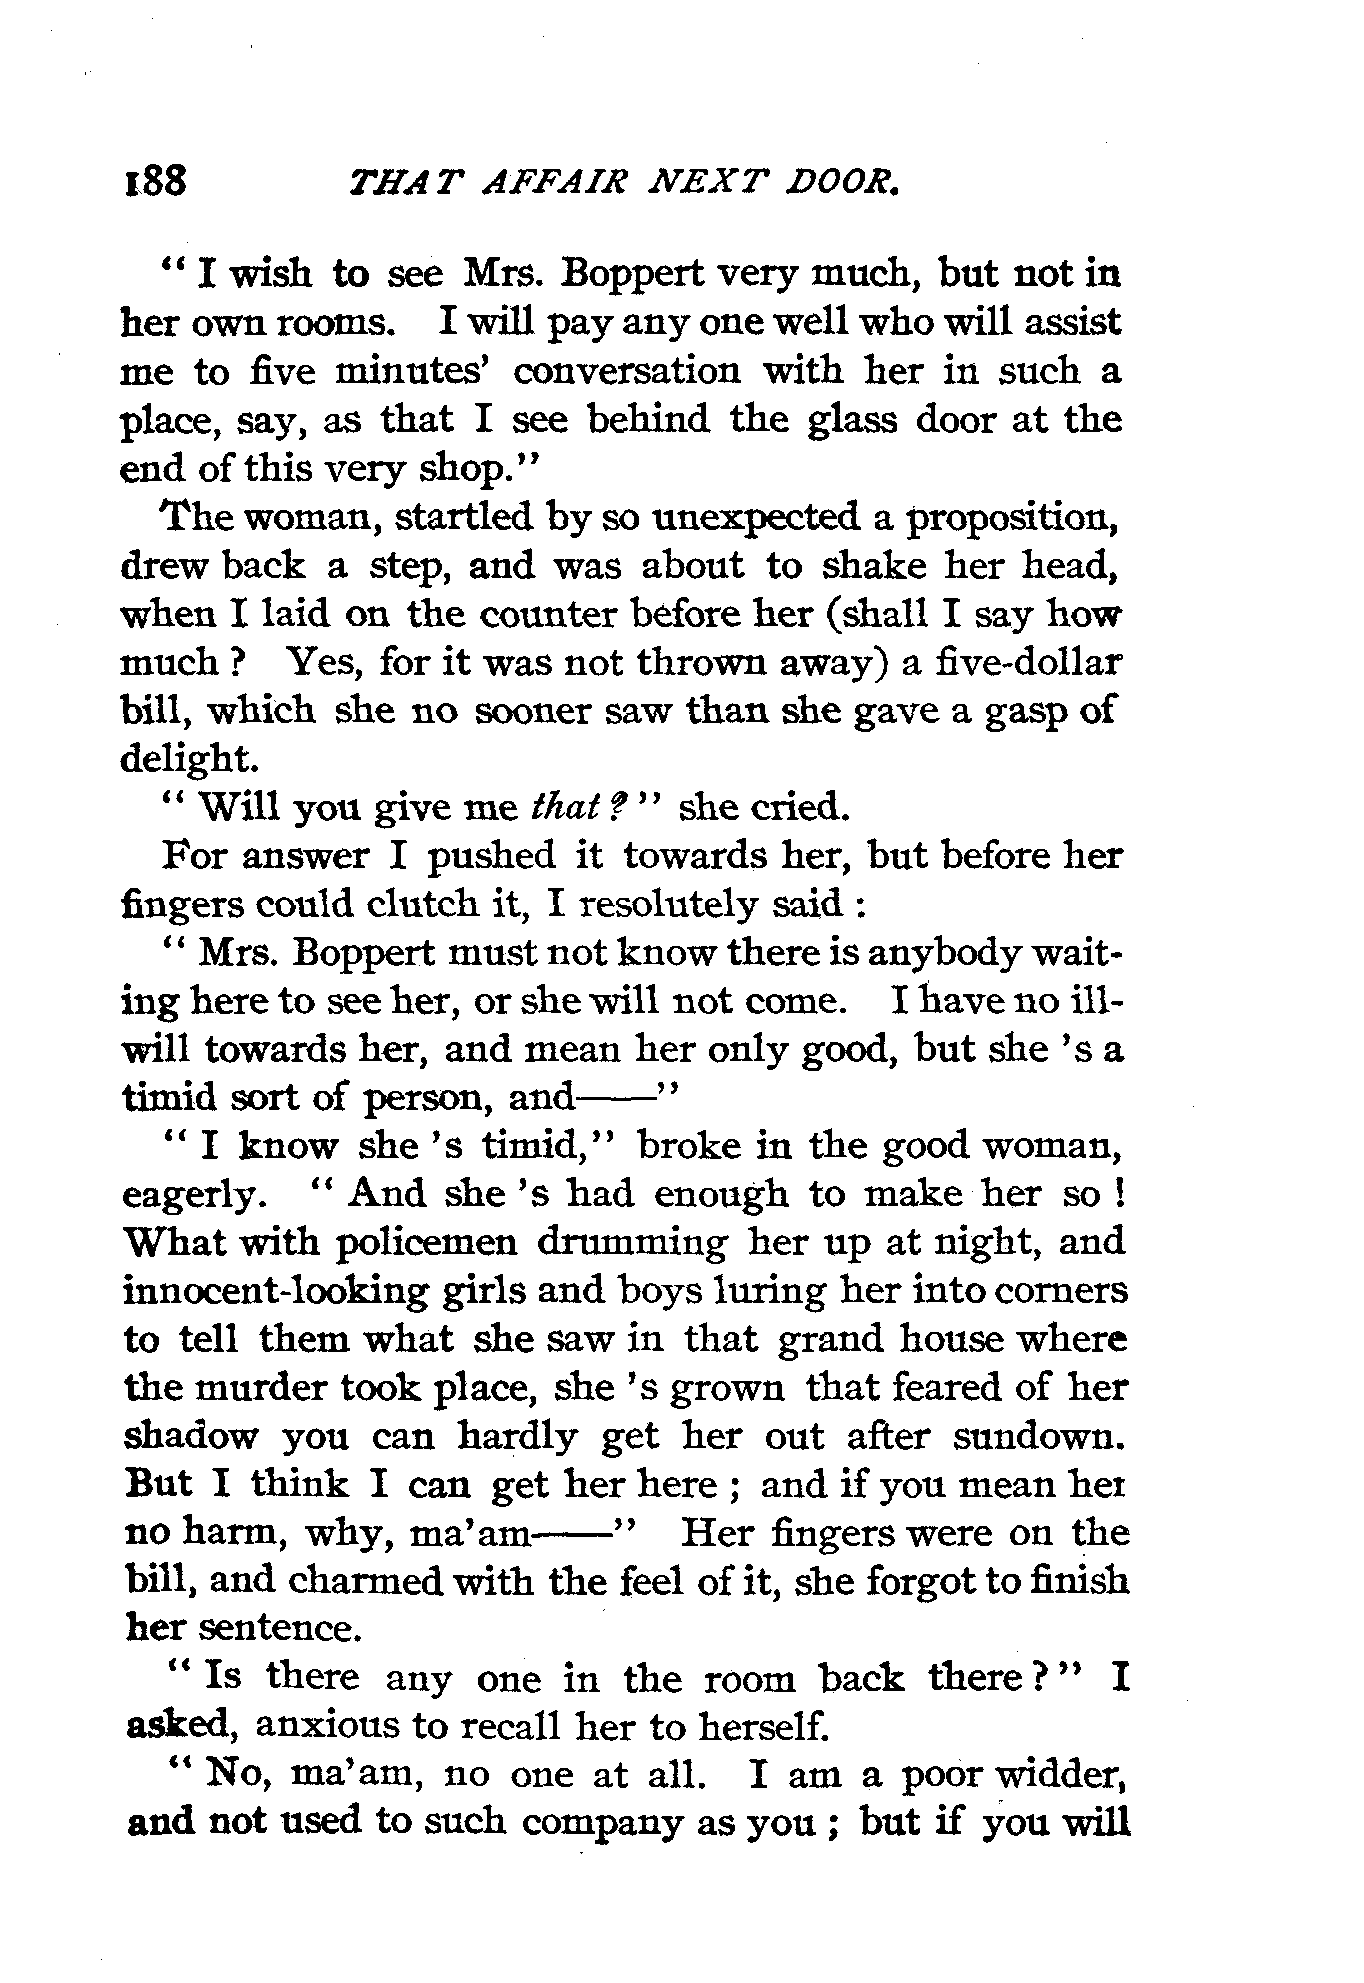 188 THAT AFFAIR NEXT DOOR.
“ I wish to see Mrs. Boppert very much, but not in
her own rooms. I will pay any one well who will assist
me to five minutes’ conversation with her in such a
place, say, as that I see behind the glass door at the
end of this very shop.”
The woman, startled by so unexpected a proposition,
drew back a step, and was about to shake her head,
when I laid on the counter before her (shall I say how
much ? Yes, for it was not thrown away) a five-dollar
bill, which she no sooner saw than she gave a gasp of
delight.
“ Will you give me that ? ” she cried.
For answer I pushed it towards her, but before her
fingers could clutch it, I resolutely said :
“ Mrs. Boppert must not know there is anybody wait-
ing here to see her, or she will not come. I have no ill-
will towards her, and mean her only good, but she ’s a
timid sort of person, and——”
“ I know she ’s timid,” broke in the good woman,
eagerly. “ And she ’s had enough to make her so !
What with policemen drumming her up at night, and
innocent-looking girls and boys luring her into corners
to tell them what she saw in that grand house where
the murder took place, she ’s grown that feared of her
shadow you can hardly get her out after sundown.
But I think I can get her here ; and if you mean her
no harm, why, ma’am——” Her fingers were on the
bill, and charmed with the feel of it, she forgot to finish
her sentence.
“ Is there any one in the room back there ? ” I
asked, anxious to recall her to herself.
“ No, ma’am, no one at all. I am a poor widder,
and not used to such company as you ; but if you will